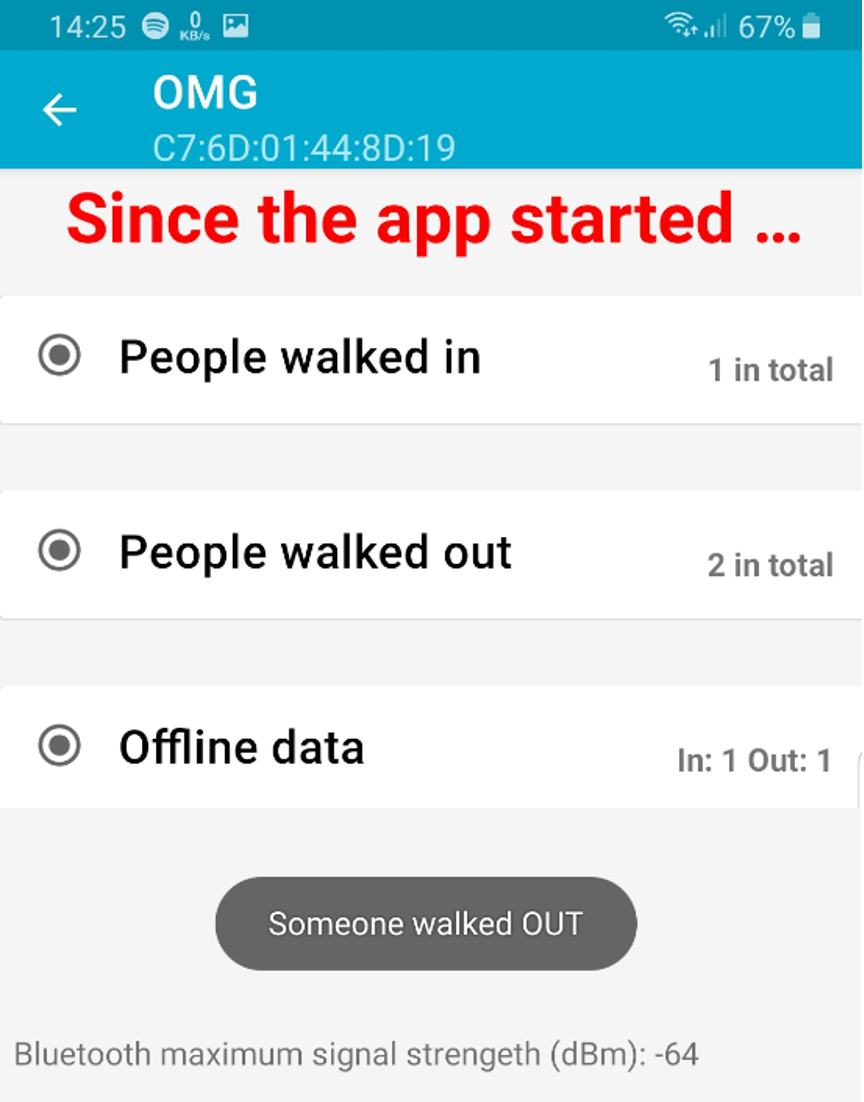 14:25 0 KB/s 67%
OMG
C7:6D:01:44:8D:19
Since the app started ...
People walked in 1 in total
People walked out 2 in total
Offline data In: 1 Out: 1
Someone walked OUT
Bluetooth maximum signal strengeth (dBm): -64